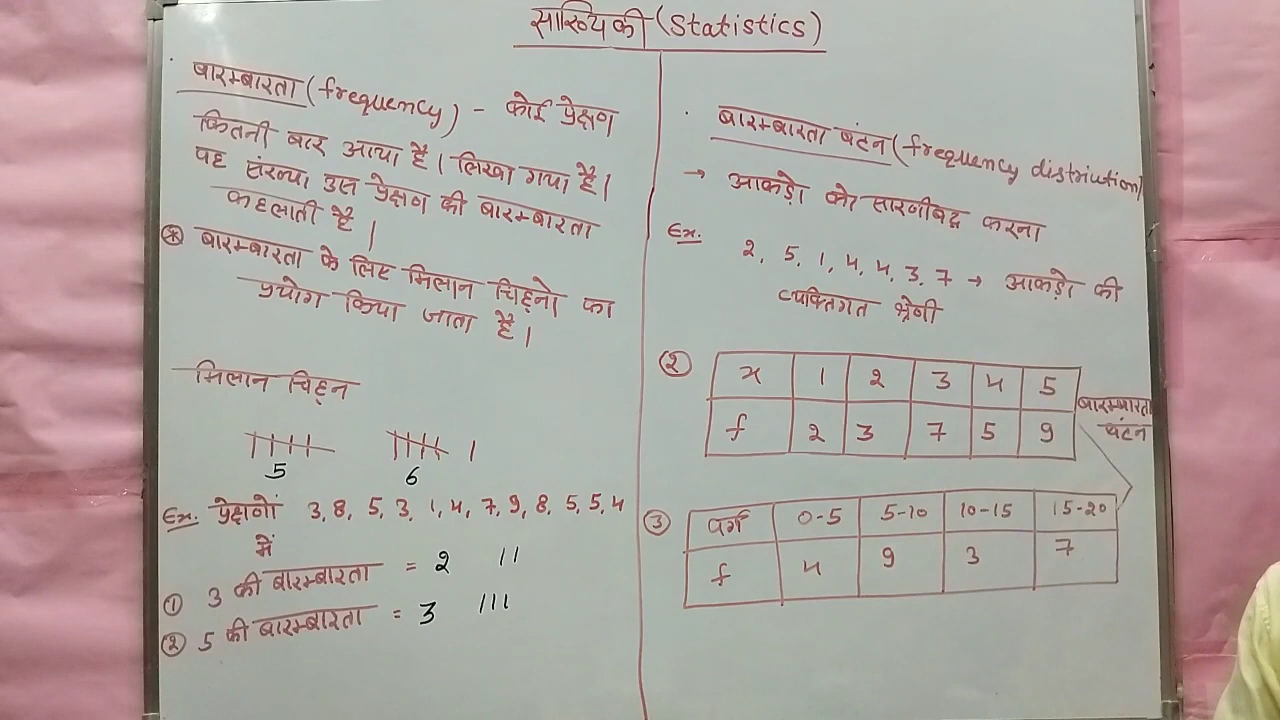 सांख्यिकी (Statistics)
बारम्बारता (frequency) - कोई प्रेक्षण
कितनी बार आया है। लिखा गया है।
वह संख्या उस प्रेक्षण की बारम्बारता
कहलाती है।
* बारम्बारता के लिए मिलान चिह्नो का
प्रयोग किया जाता है।
मिलान चिह्न
5 6
Ex. प्रेक्षणों 3, 8, 5, 3, 1, 4, 7, 9, 8, 5, 5, 4
में
① 3 की बारम्बारता = 2 ||
② 5 की बारम्बारता = 3 |||
बारम्बारता बंटन (frequency distriution)
→ आकड़ो को सारणीबद्ध करना
Ex. 2, 5, 1, 4, 4, 3, 7 → आकड़ो की
व्यक्तिगत श्रेणी
② x 1 2 3 4 5
f 2 3 7 5 9
बारम्बारता
बंटन
③ वर्ग 0-5 5-10 10-15 15-20
f 4 9 3 7